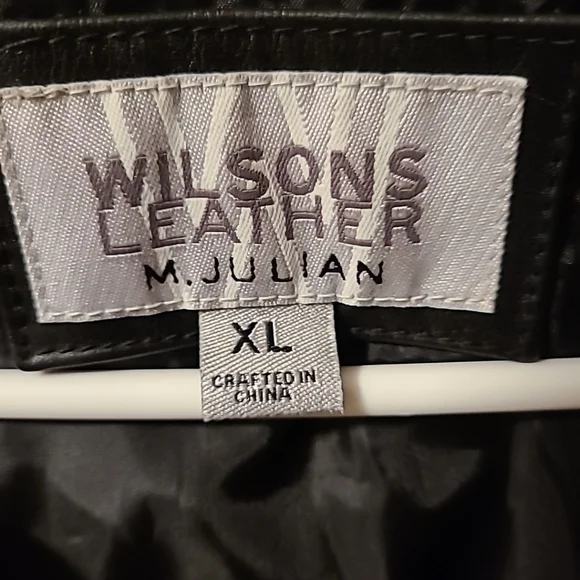 WILSONS
LEATHER
M. JULIAN
XL
CRAFTED IN
CHINA